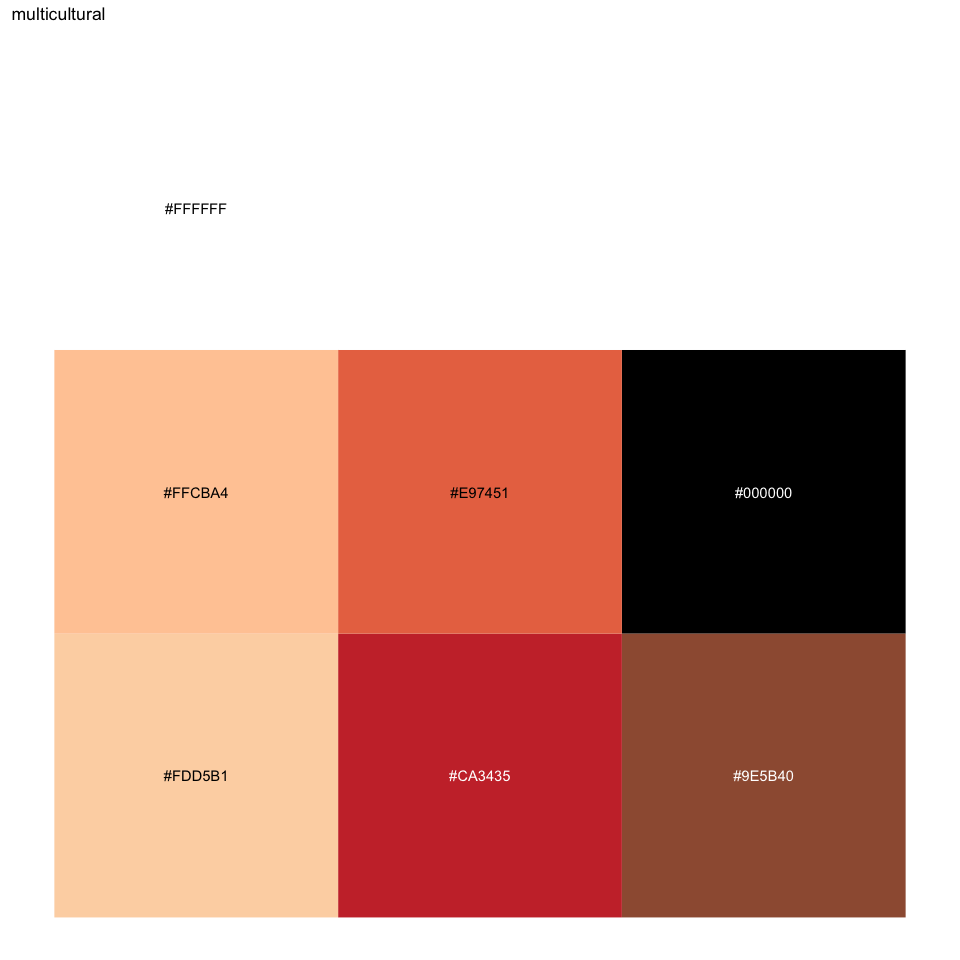 multicultural
#FFFFFF
#FFCBA4
#E97451
#000000
#FDD5B1
#CA3435
#9E5B40